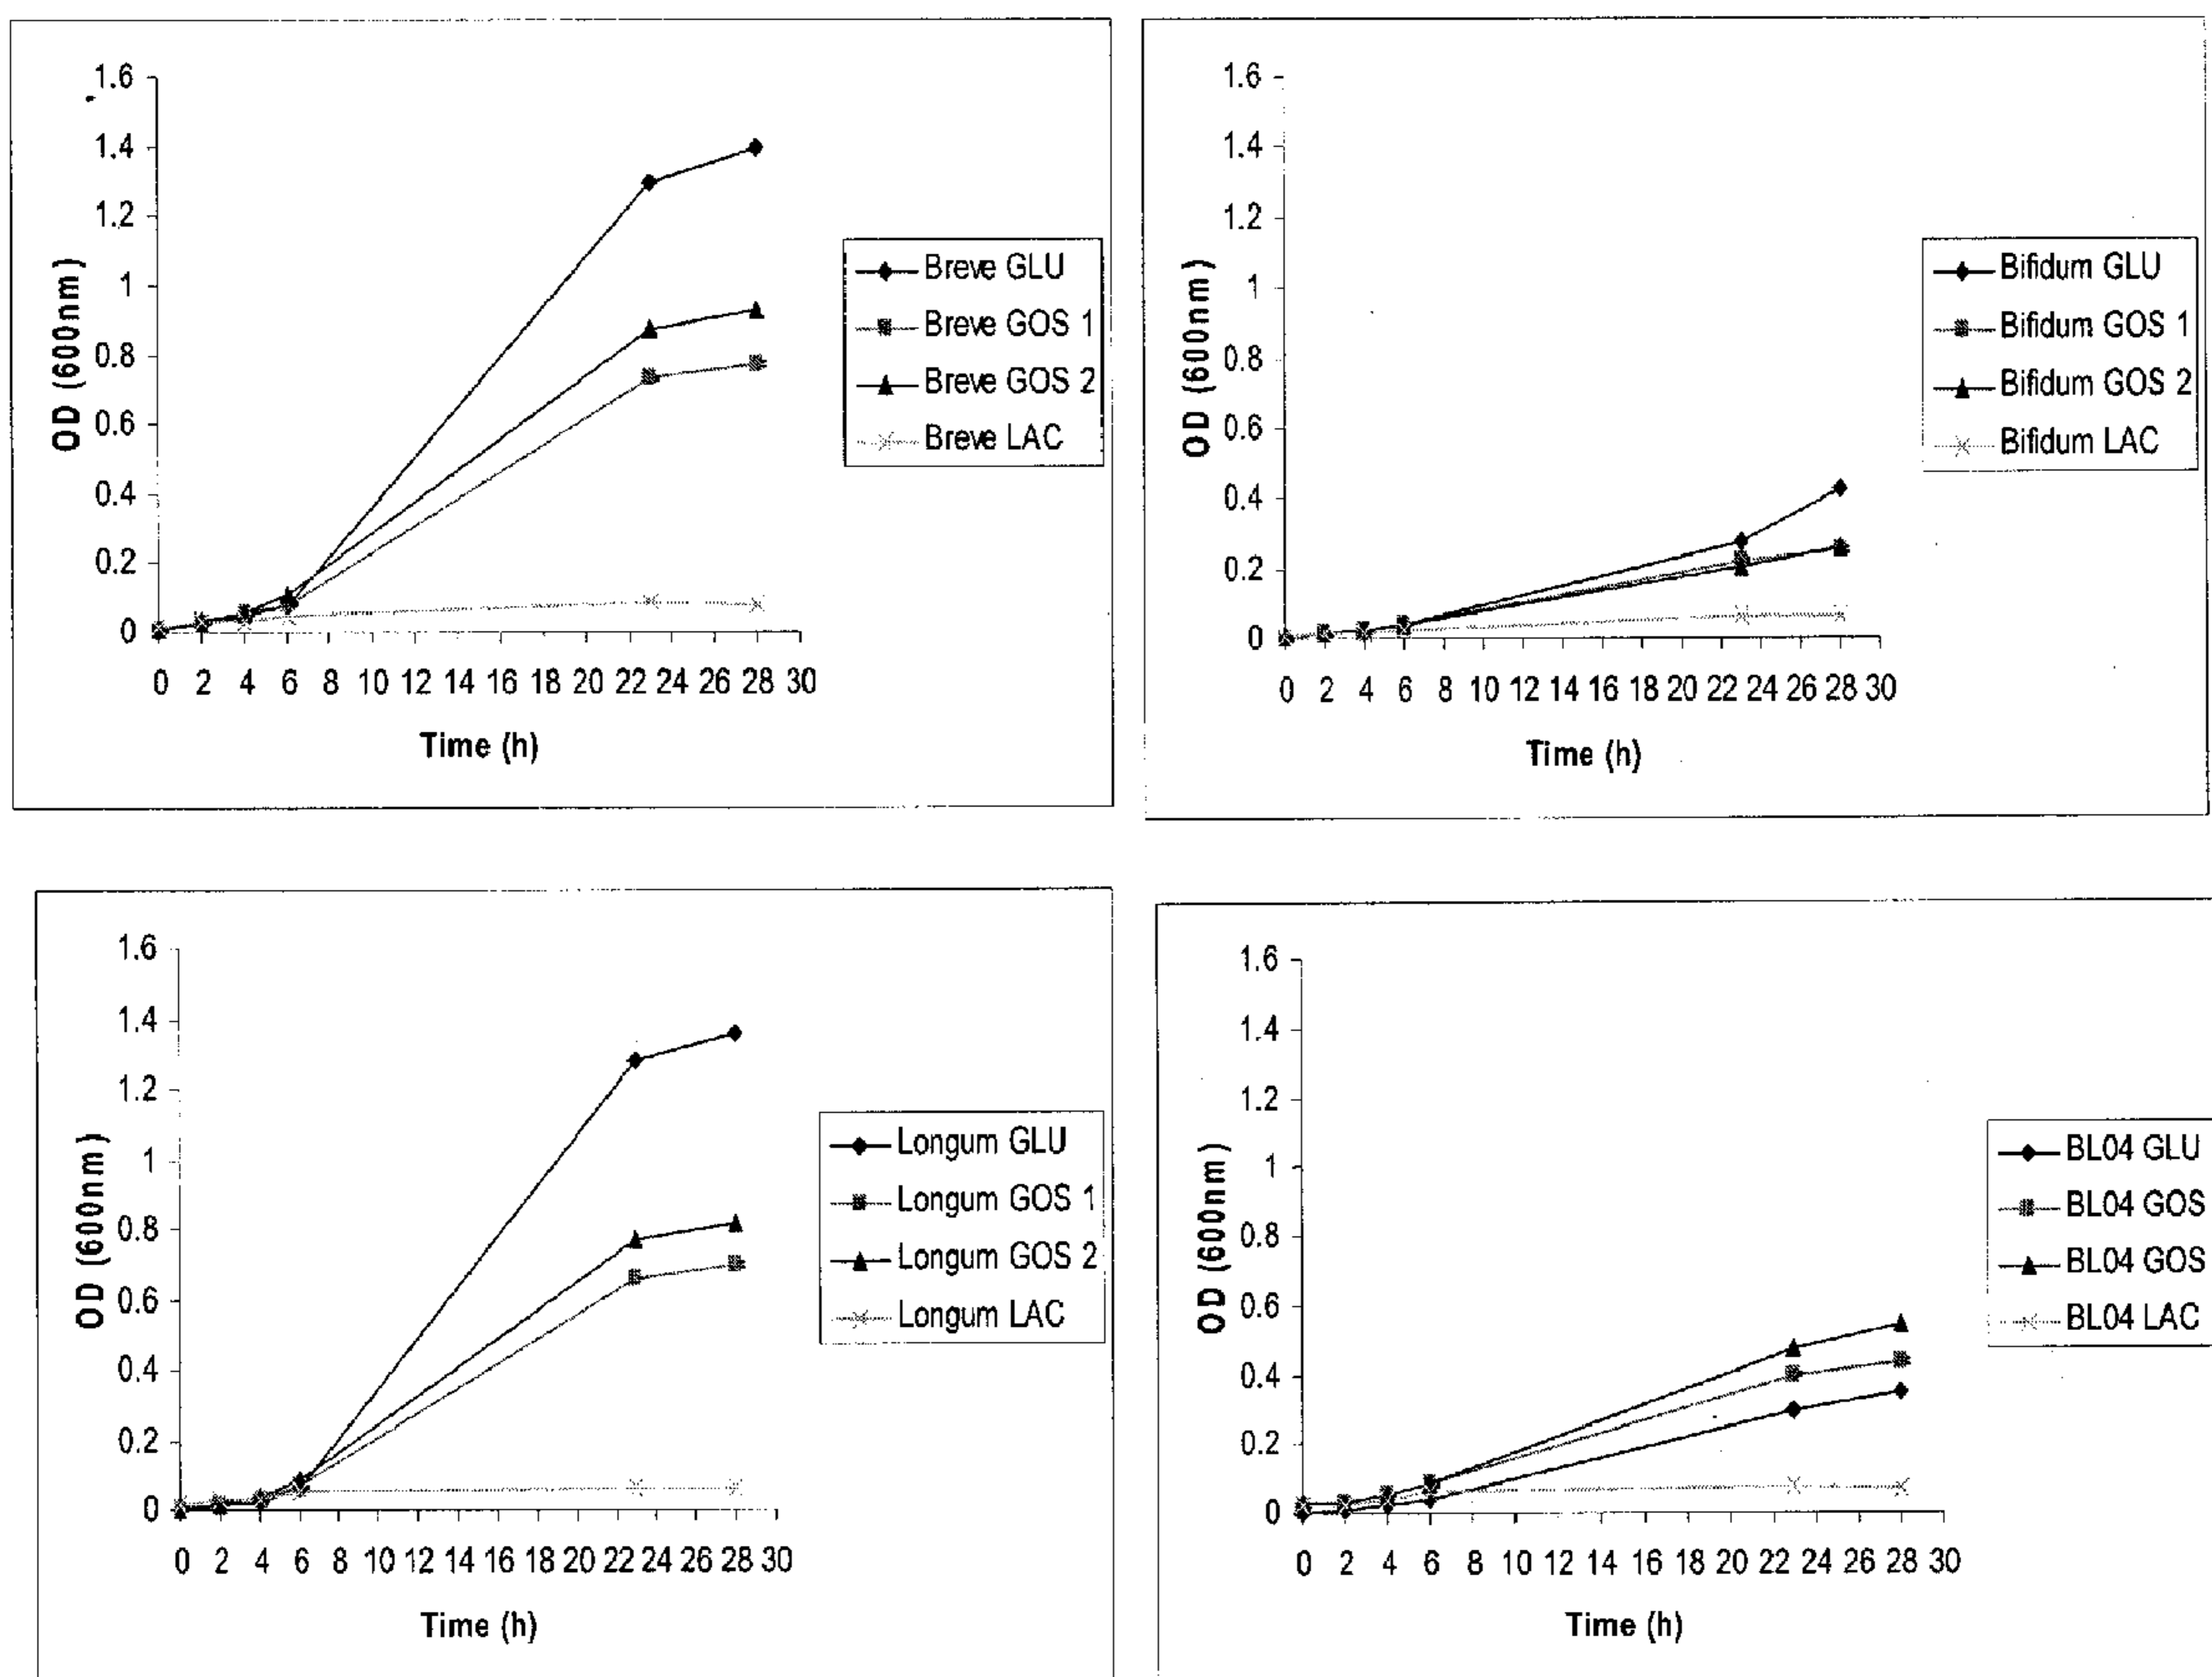 1.6
1.4
1.2
1
0.8
0.6
0.4
0.2
0
OD (600nm)
0 2 4 6 8 10 12 14 16 18 20 22 24 26 28 30
Time (h)
Breve GLU
Breve GOS 1
Breve GOS 2
Breve LAC
1.6
1.4
1.2
1
0.8
0.6
0.4
0.2
0
OD (600nm)
0 2 4 6 8 10 12 14 16 18 20 22 24 26 28 30
Time (h)
Bifidum GLU
Bifidum GOS 1
Bifidum GOS 2
Bifidum LAC
1.6
1.4
1.2
1
0.8
0.6
0.4
0.2
0
OD (600nm)
0 2 4 6 8 10 12 14 16 18 20 22 24 26 28 30
Time (h)
Longum GLU
Longum GOS 1
Longum GOS 2
Longum LAC
1.6
1.4
1.2
1
0.8
0.6
0.4
0.2
0
OD (600nm)
0 2 4 6 8 10 12 14 16 18 20 22 24 26 28 30
Time (h)
BL04 GLU
BL04 GOS
BL04 GOS
BL04 LAC